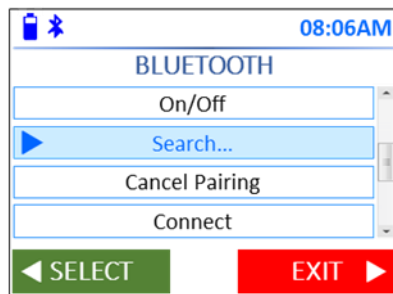 08:06AM
BLUETOOTH
On/Off
Search...
Cancel Pairing
Connect
SELECT
EXIT